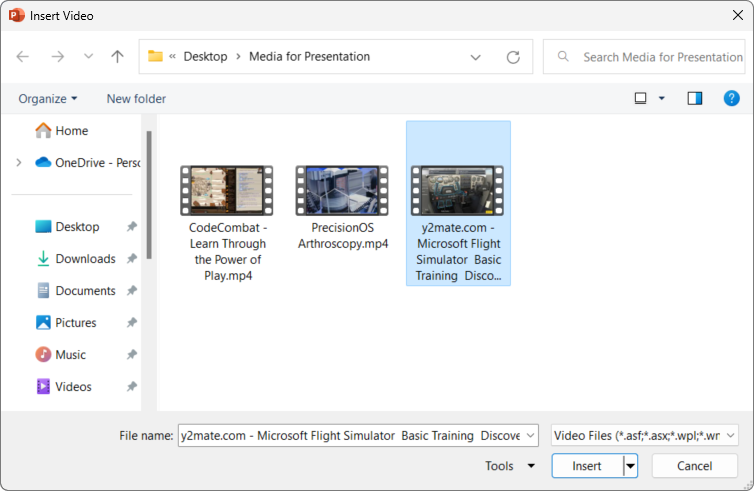 Insert Video
« Desktop > Media for Presentation
Search Media for Presentation
Organize
New folder
Home
OneDrive - Perso
Desktop
Downloads
Documents
Pictures
Music
Videos
CodeCombat -
Learn Through
the Power of
Play.mp4
PrecisionOS
Arthroscopy.mp4
y2mate.com -
Microsoft Flight
Simulator Basic
Training Disco...
File name:
y2mate.com - Microsoft Flight Simulator Basic Training Discove
Video Files (*.asf;*.asx;*.wpl;*.wr
Tools
Insert
Cancel